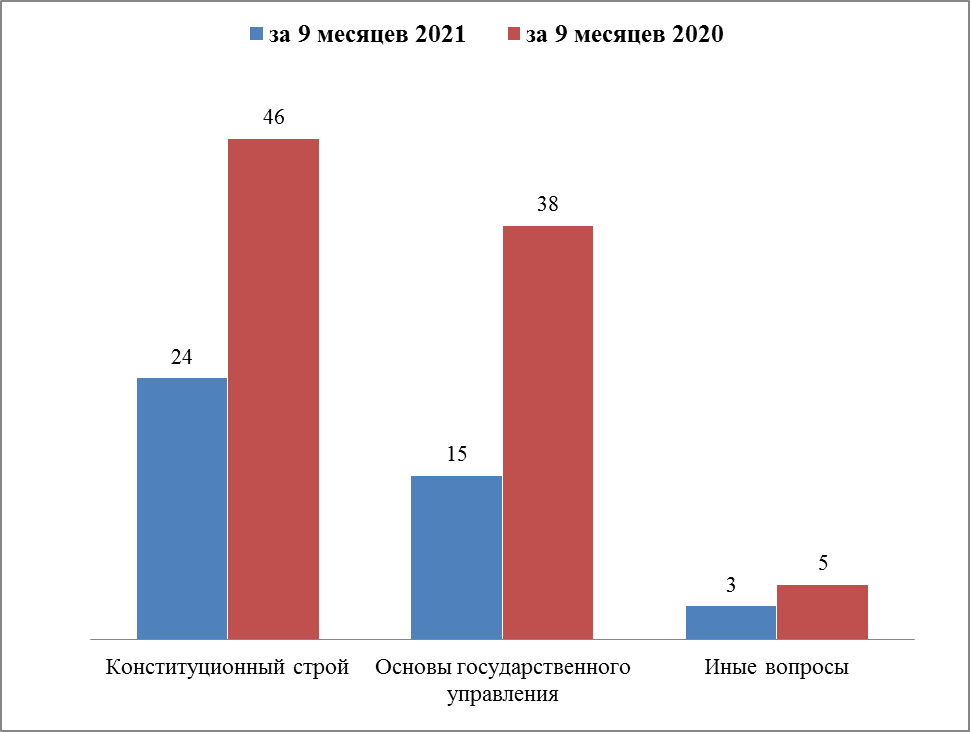 за 9 месяцев 2021 за 9 месяцев 2020
46
38
24
15
5
3
Конституционный строй Основы государственного Иные вопросы
управления